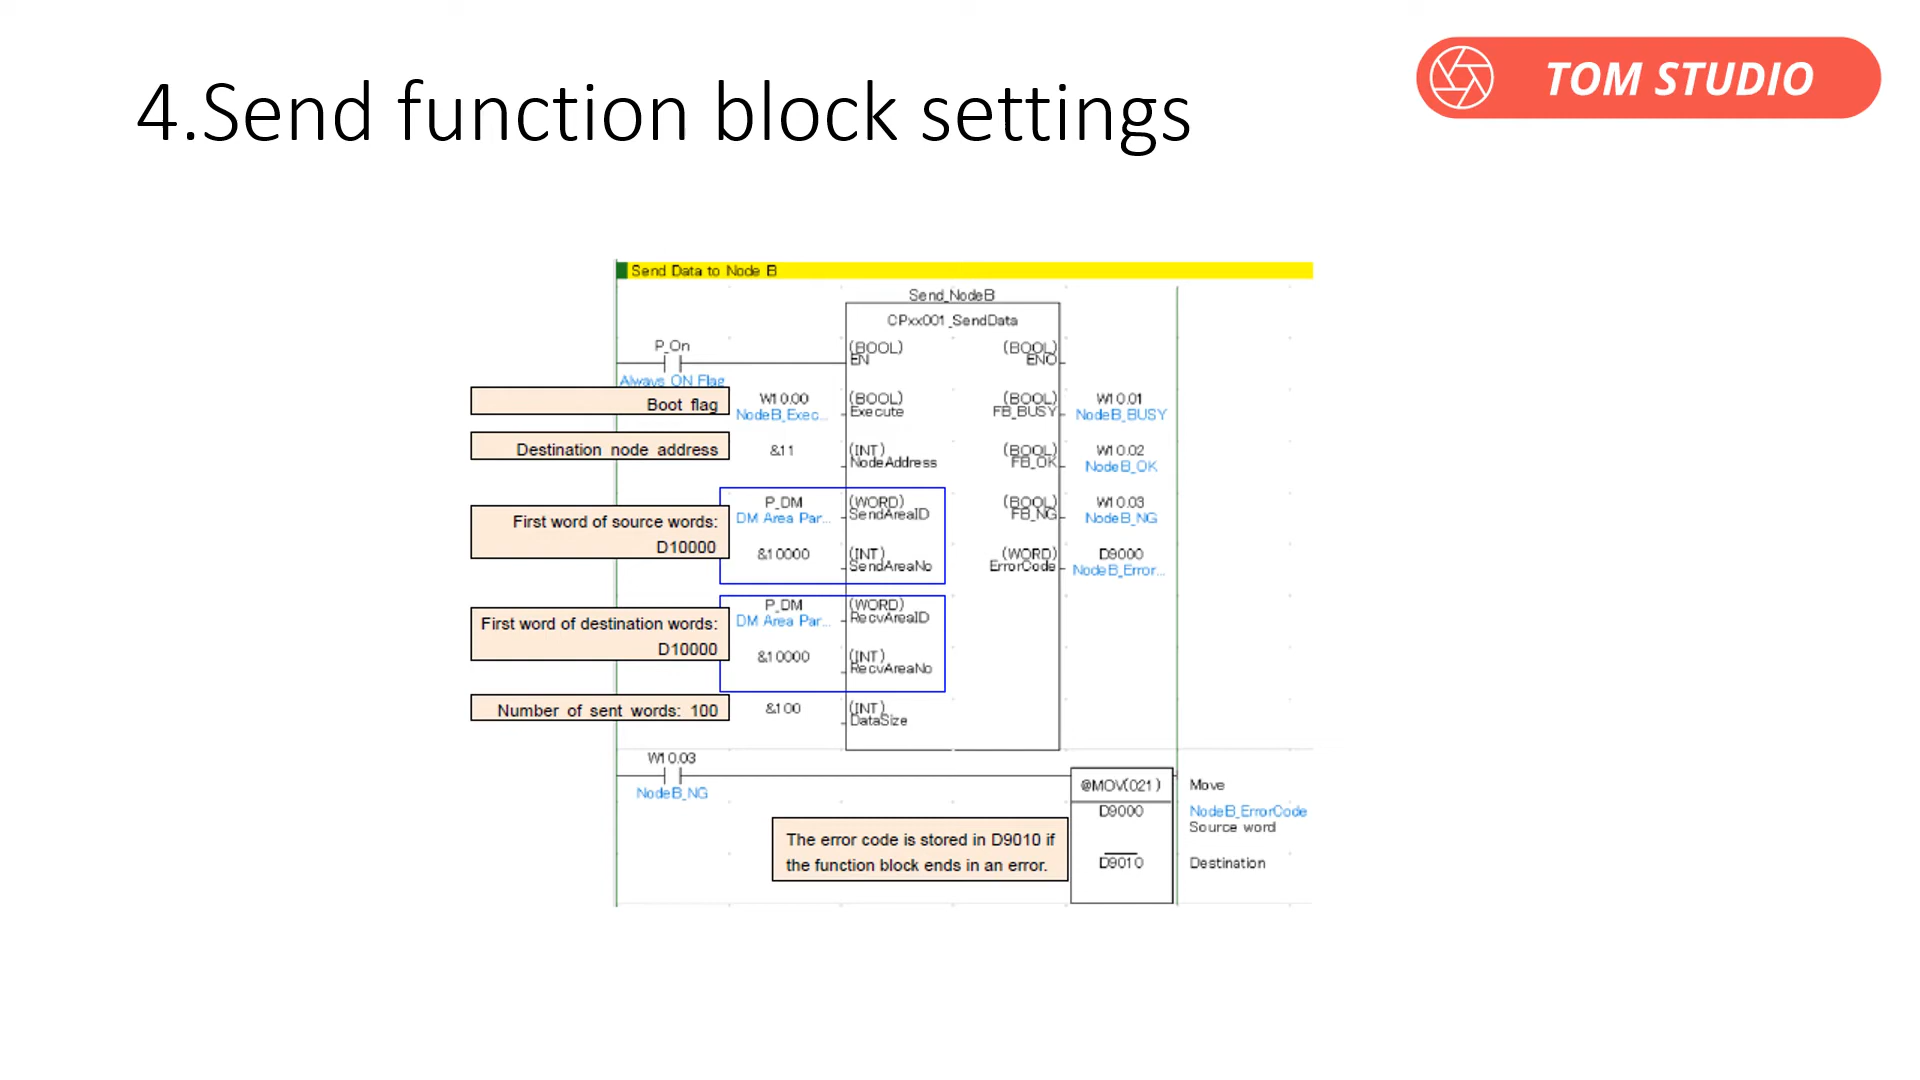 4.Send function block settings
TOM STUDIO
Send Data to Node B
Send_NodeB
CPxx001_SendData
P_On
(BOOL)
EN
(BOOL)
ENO
Always ON Flag
Boot flag
W10.00
NodeB_Exec...
(BOOL)
Execute
(BOOL)
FB_BUSY
W10.01
NodeB_BUSY
Destination node address
&11
(INT)
NodeAddress
(BOOL)
FB_OK
W10.02
NodeB_OK
First word of source words:
D10000
P_DM
DM Area Par...
(WORD)
SendAreaID
(BOOL)
FB_NG
W10.03
NodeB_NG
&10000
(INT)
SendAreaNo
(WORD)
ErrorCode
D9000
NodeB_Error...
First word of destination words:
D10000
P_DM
DM Area Par...
(WORD)
RecvAreaID
&10000
(INT)
RecvAreaNo
Number of sent words: 100
&100
(INT)
DataSize
W10.03
NodeB_NG
@MOV(021)
Move
D9000
NodeB_ErrorCode
Source word
The error code is stored in D9010 if
the function block ends in an error.
D9010
Destination